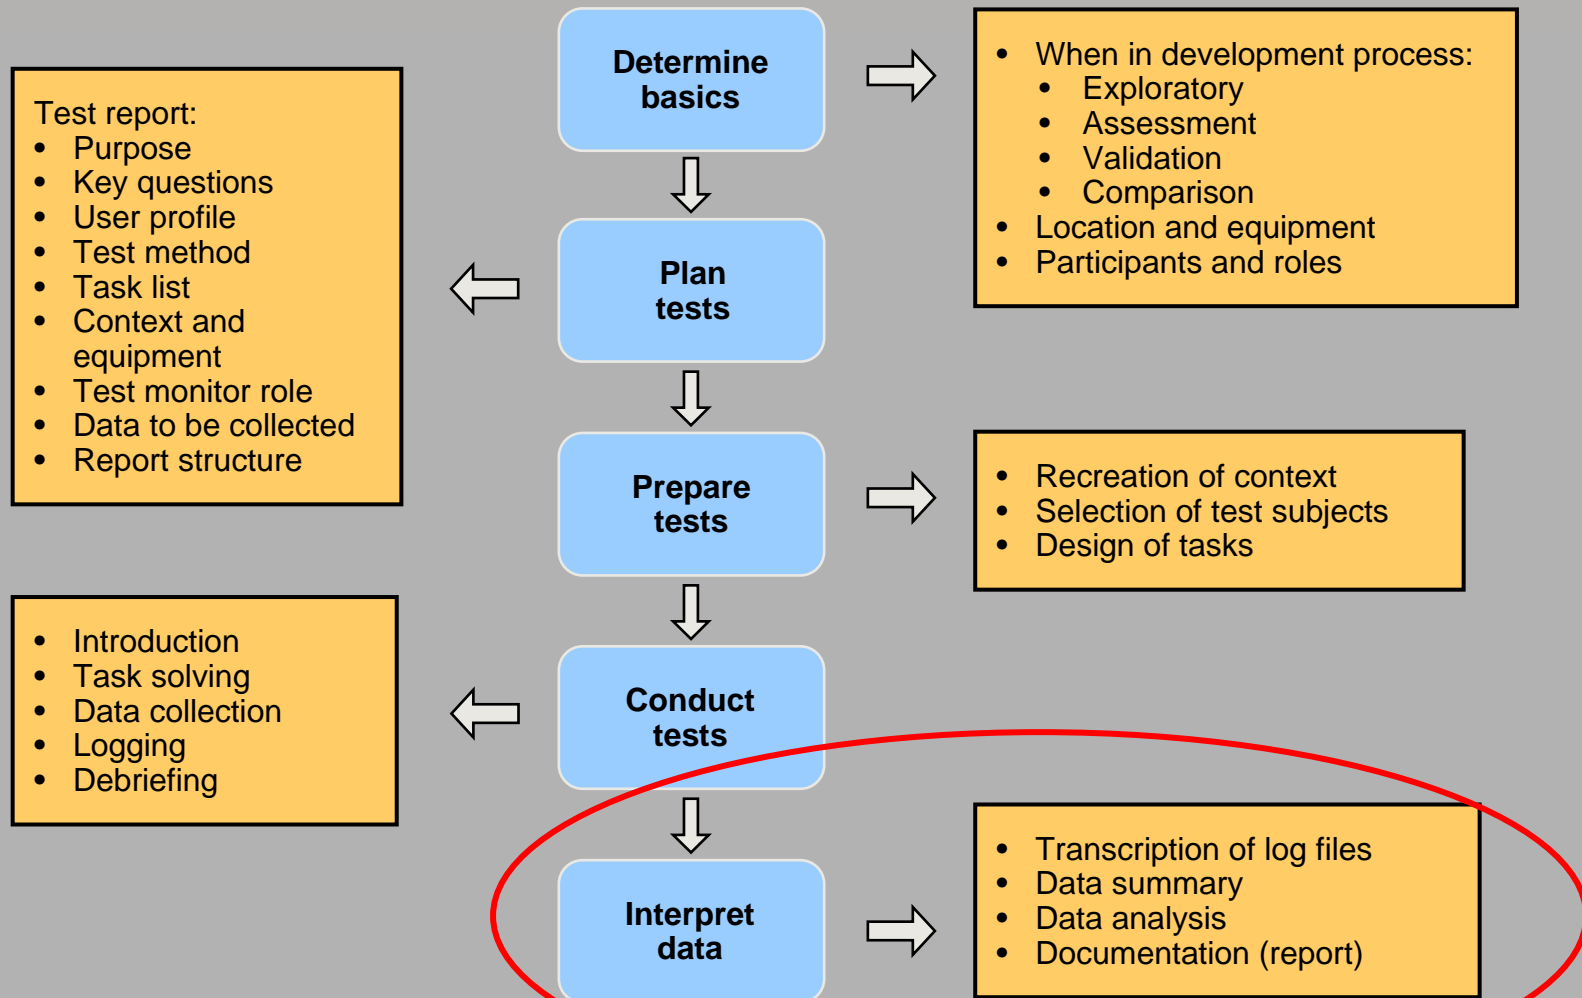 Determine
basics
• When in development process:
• Exploratory
• Assessment
• Validation
• Comparison
• Location and equipment
• Participants and roles
Test report:
• Purpose
• Key questions
• User profile
• Test method
• Task list
• Context and
equipment
• Test monitor role
• Data to be collected
• Report structure
Plan
tests
Prepare
tests
• Recreation of context
• Selection of test subjects
• Design of tasks
• Introduction
• Task solving
• Data collection
• Logging
• Debriefing
Conduct
tests
Interpret
data
• Transcription of log files
• Data summary
• Data analysis
• Documentation (report)